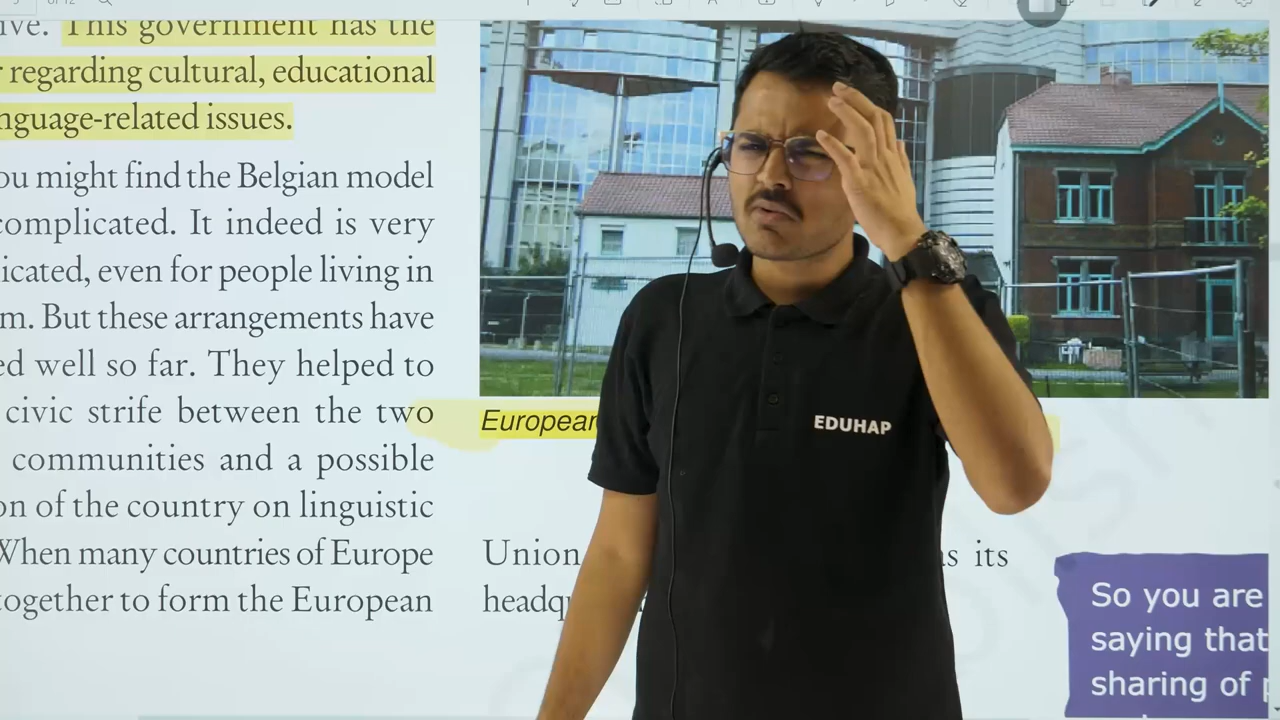 This government has the
regarding cultural, educational
nguage-related issues.
ou might find the Belgian model
complicated. It indeed is very
icated, even for people living in
m. But these arrangements have
ed well so far. They helped to
civic strife between the two
communities and a possible
on of the country on linguistic
When many countries of Europe
together to form the European
European
Union
its
headq
So you are
saying that
sharing of
EDUHAP